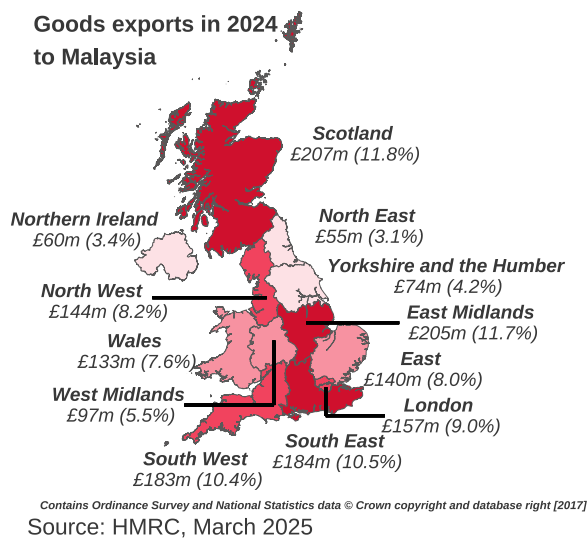 Goods exports in 2024
to Malaysia
Scotland
£207m (11.8%)
Northern Ireland
£60m (3.4%)
North East
£55m (3.1%)
Yorkshire and the Humber
£74m (4.2%)
North West
£144m (8.2%)
East Midlands
£205m (11.7%)
Wales
£133m (7.6%)
East
£140m (8.0%)
West Midlands
£97m (5.5%)
London
£157m (9.0%)
South East
£184m (10.5%)
South West
£183m (10.4%)
Contains Ordinance Survey and National Statistics data © Crown copyright and database right [2017]
Source: HMRC, March 2025